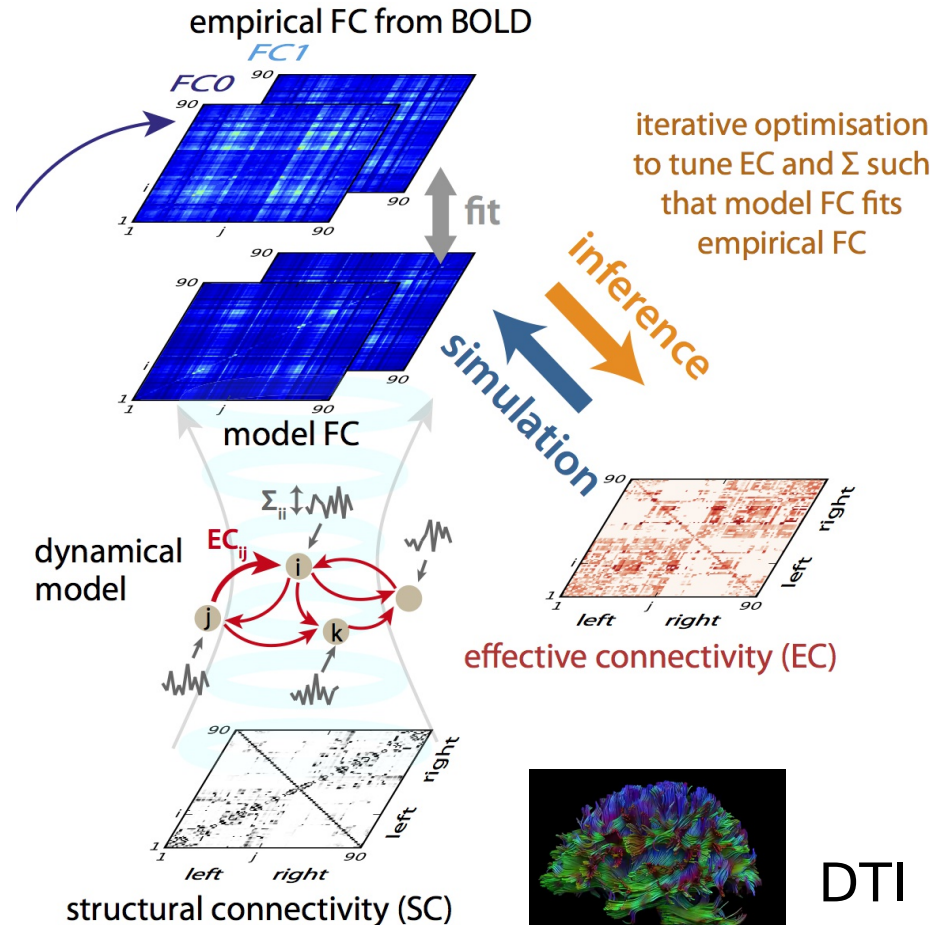 empirical FC from BOLD
FC1
FC0
90
90
i
1
1
j
90
90
fit
iterative optimisation
to tune EC and Σ such
that model FC fits
empirical FC
90
90
i
1
1
j
90
90
model FC
inference
simulation
Σii
ECij
dynamical
model
i
j
k
90
i
1
1
j
90
left
right
left
right
effective connectivity (EC)
90
i
1
1
j
90
left
right
left
right
structural connectivity (SC)
DTI